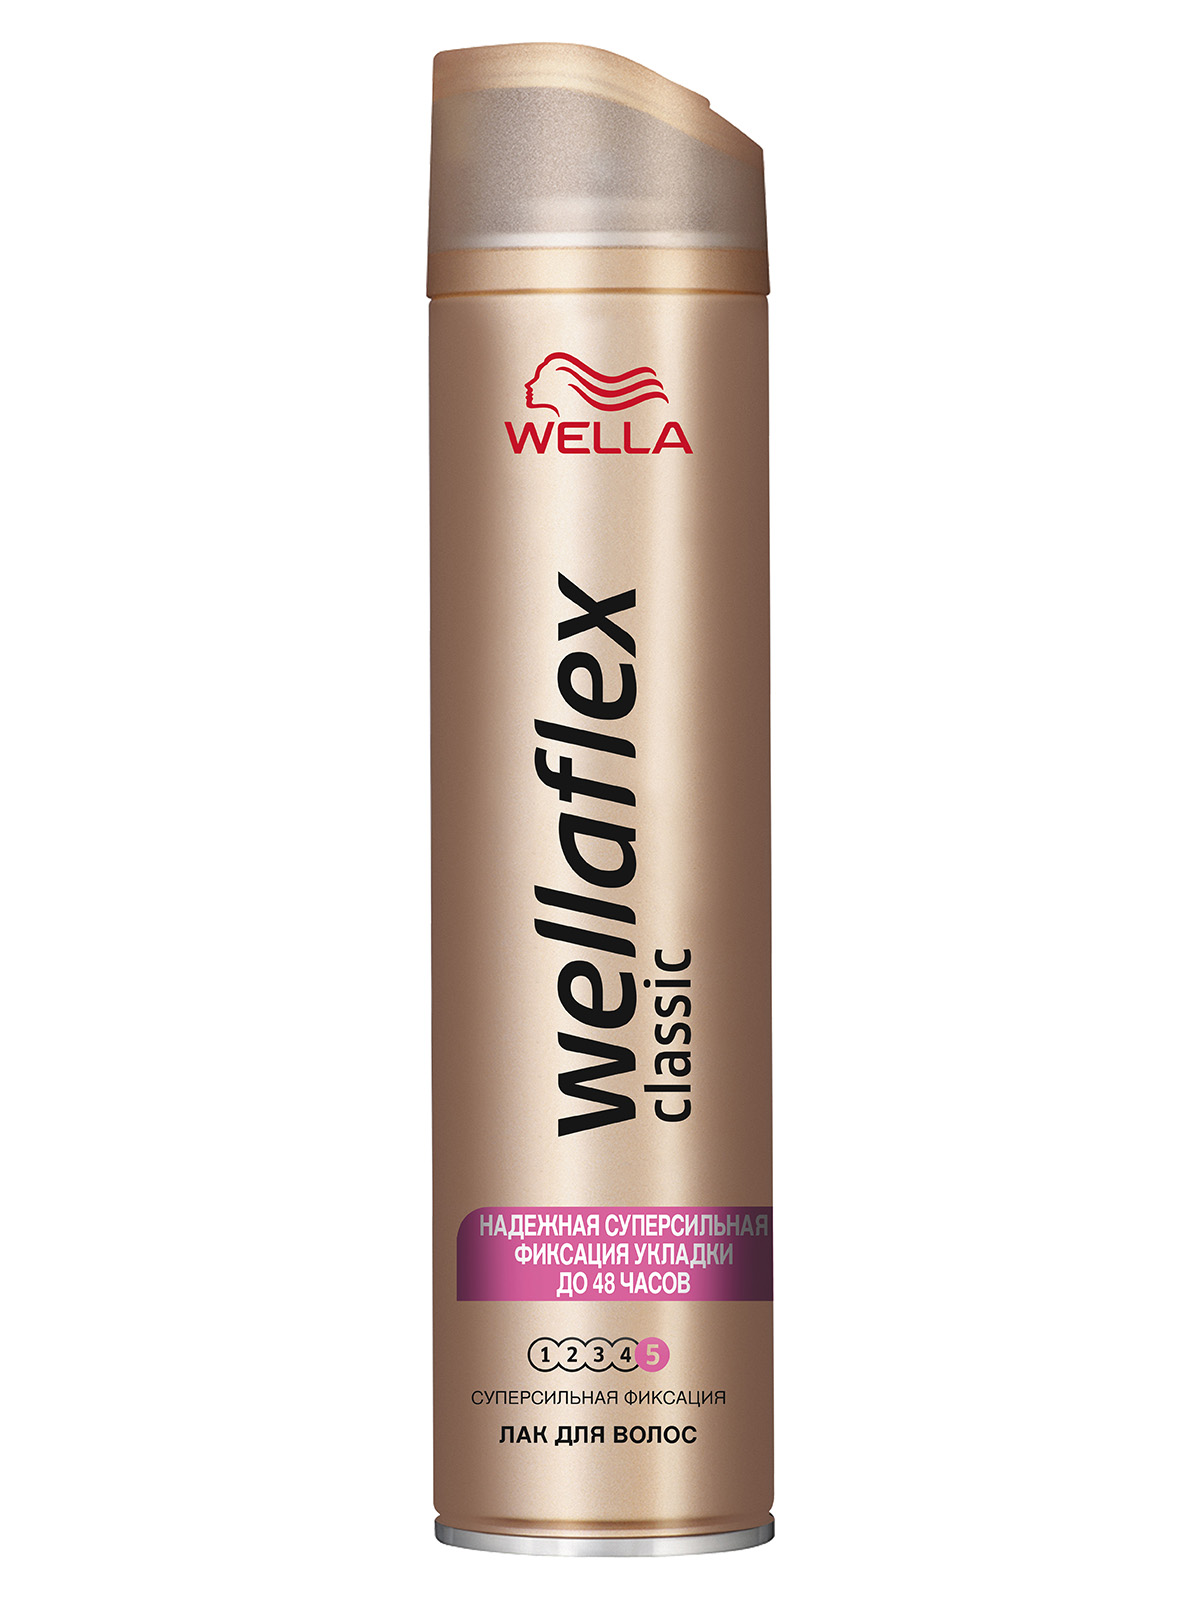 WELLA
wellaflex
classic
НАДЕЖНАЯ СУПЕРСИЛЬНАЯ
ФИКСАЦИЯ УКЛАДКИ
ДО 48 ЧАСОВ
1 2 3 4 5
СУПЕРСИЛЬНАЯ ФИКСАЦИЯ
ЛАК ДЛЯ ВОЛОС